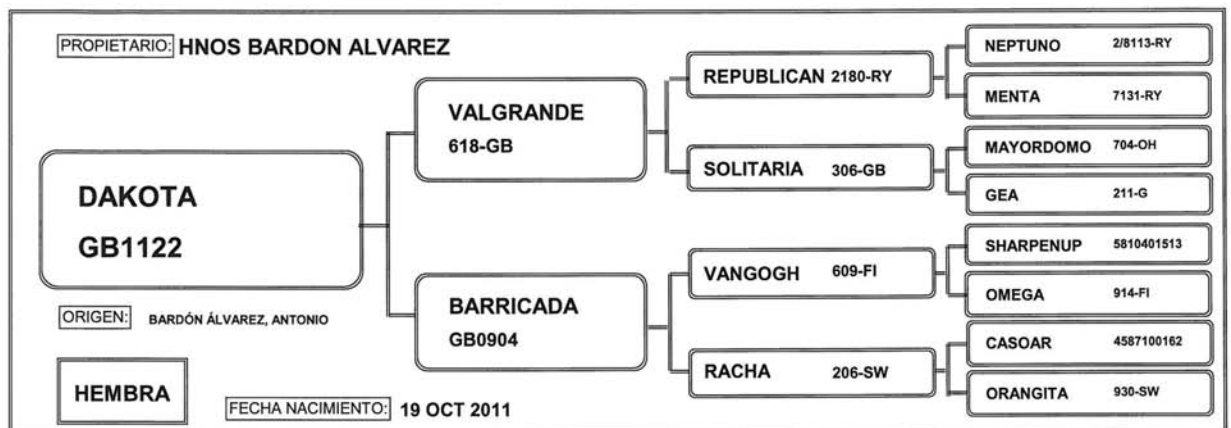 PROPIETARIO: HNOS BARDON ALVAREZ
DAKOTA
GB1122
ORIGEN: BARDÓN ÁLVAREZ, ANTONIO
HEMBRA
FECHA NACIMIENTO: 19 OCT 2011
VALGRANDE
618-GB
BARRICADA
GB0904
REPUBLICAN 2180-RY
SOLITARIA 306-GB
VANGOGH 609-FI
RACHA 206-SW
NEPTUNO 2/8113-RY
MENTA 7131-RY
MAYORDOMO 704-OH
GEA 211-G
SHARPENUP 5810401513
OMEGA 914-FI
CASOAR 4587100162
ORANGITA 930-SW